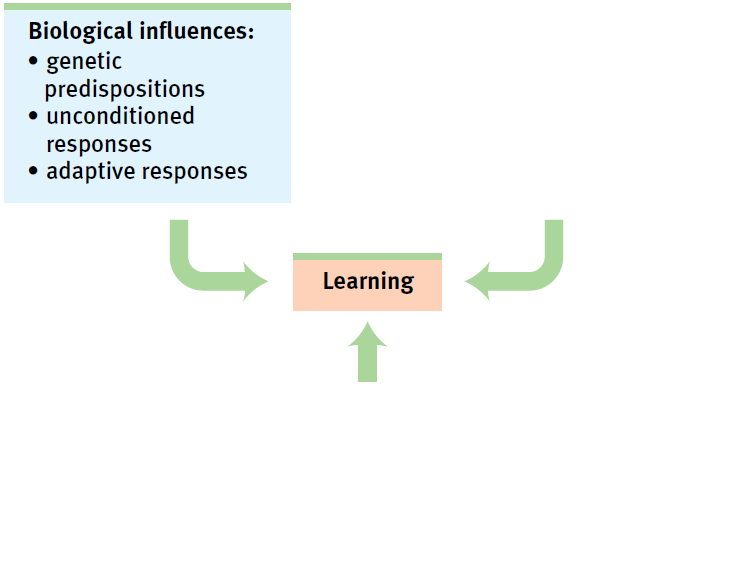 Biological influences:
• genetic
predispositions
• unconditioned
responses
• adaptive responses
Learning